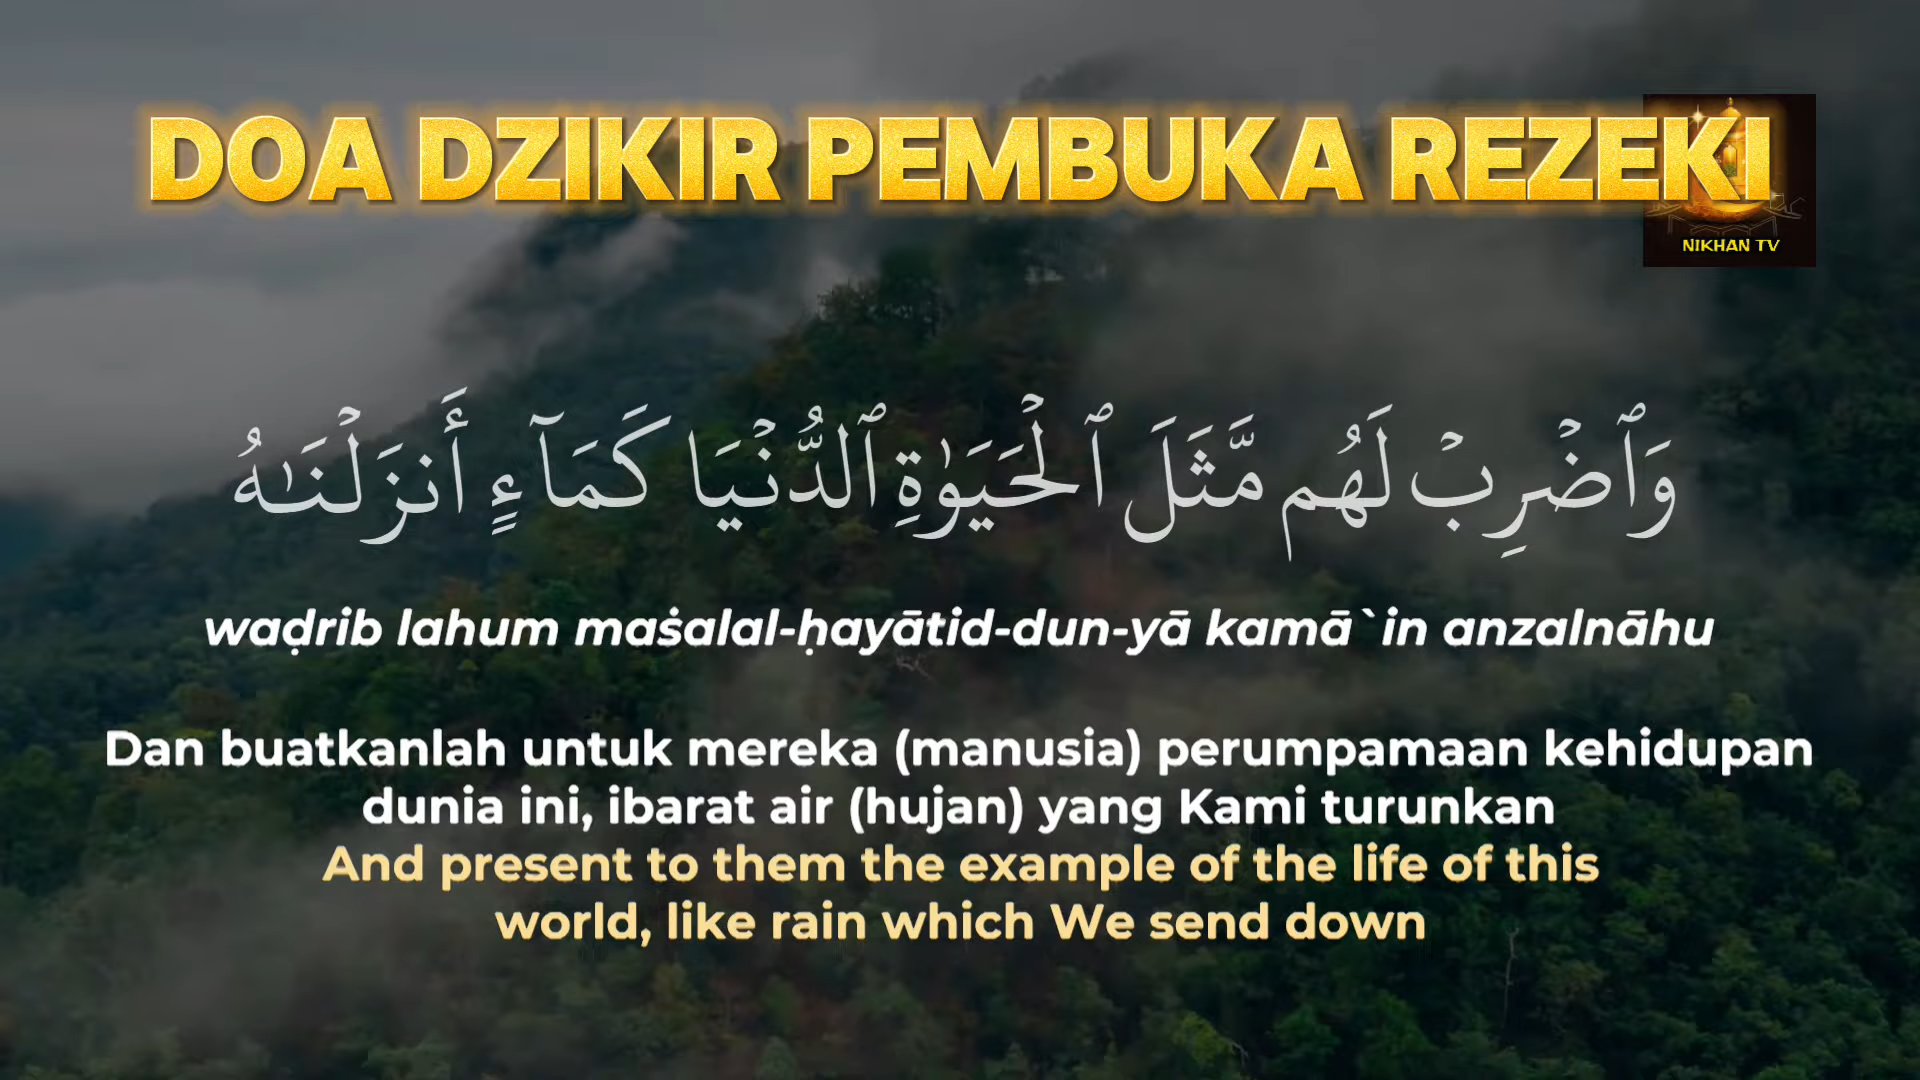 DOA DZIKIR PEMBUKA REZEKI
NIKHAN TV
وَٱضۡرِبۡ لَهُم مَّثَلَ ٱلۡحَيَوٰةِ ٱلدُّنۡيَا كَمَآءٍ أَنزَلۡنَـٰهُ
waḍrib lahum maṡalal-ḥayātid-dun-yā kamā`in anzalnāhu
Dan buatkanlah untuk mereka (manusia) perumpamaan kehidupan
dunia ini, ibarat air (hujan) yang Kami turunkan
And present to them the example of the life of this
world, like rain which We send down